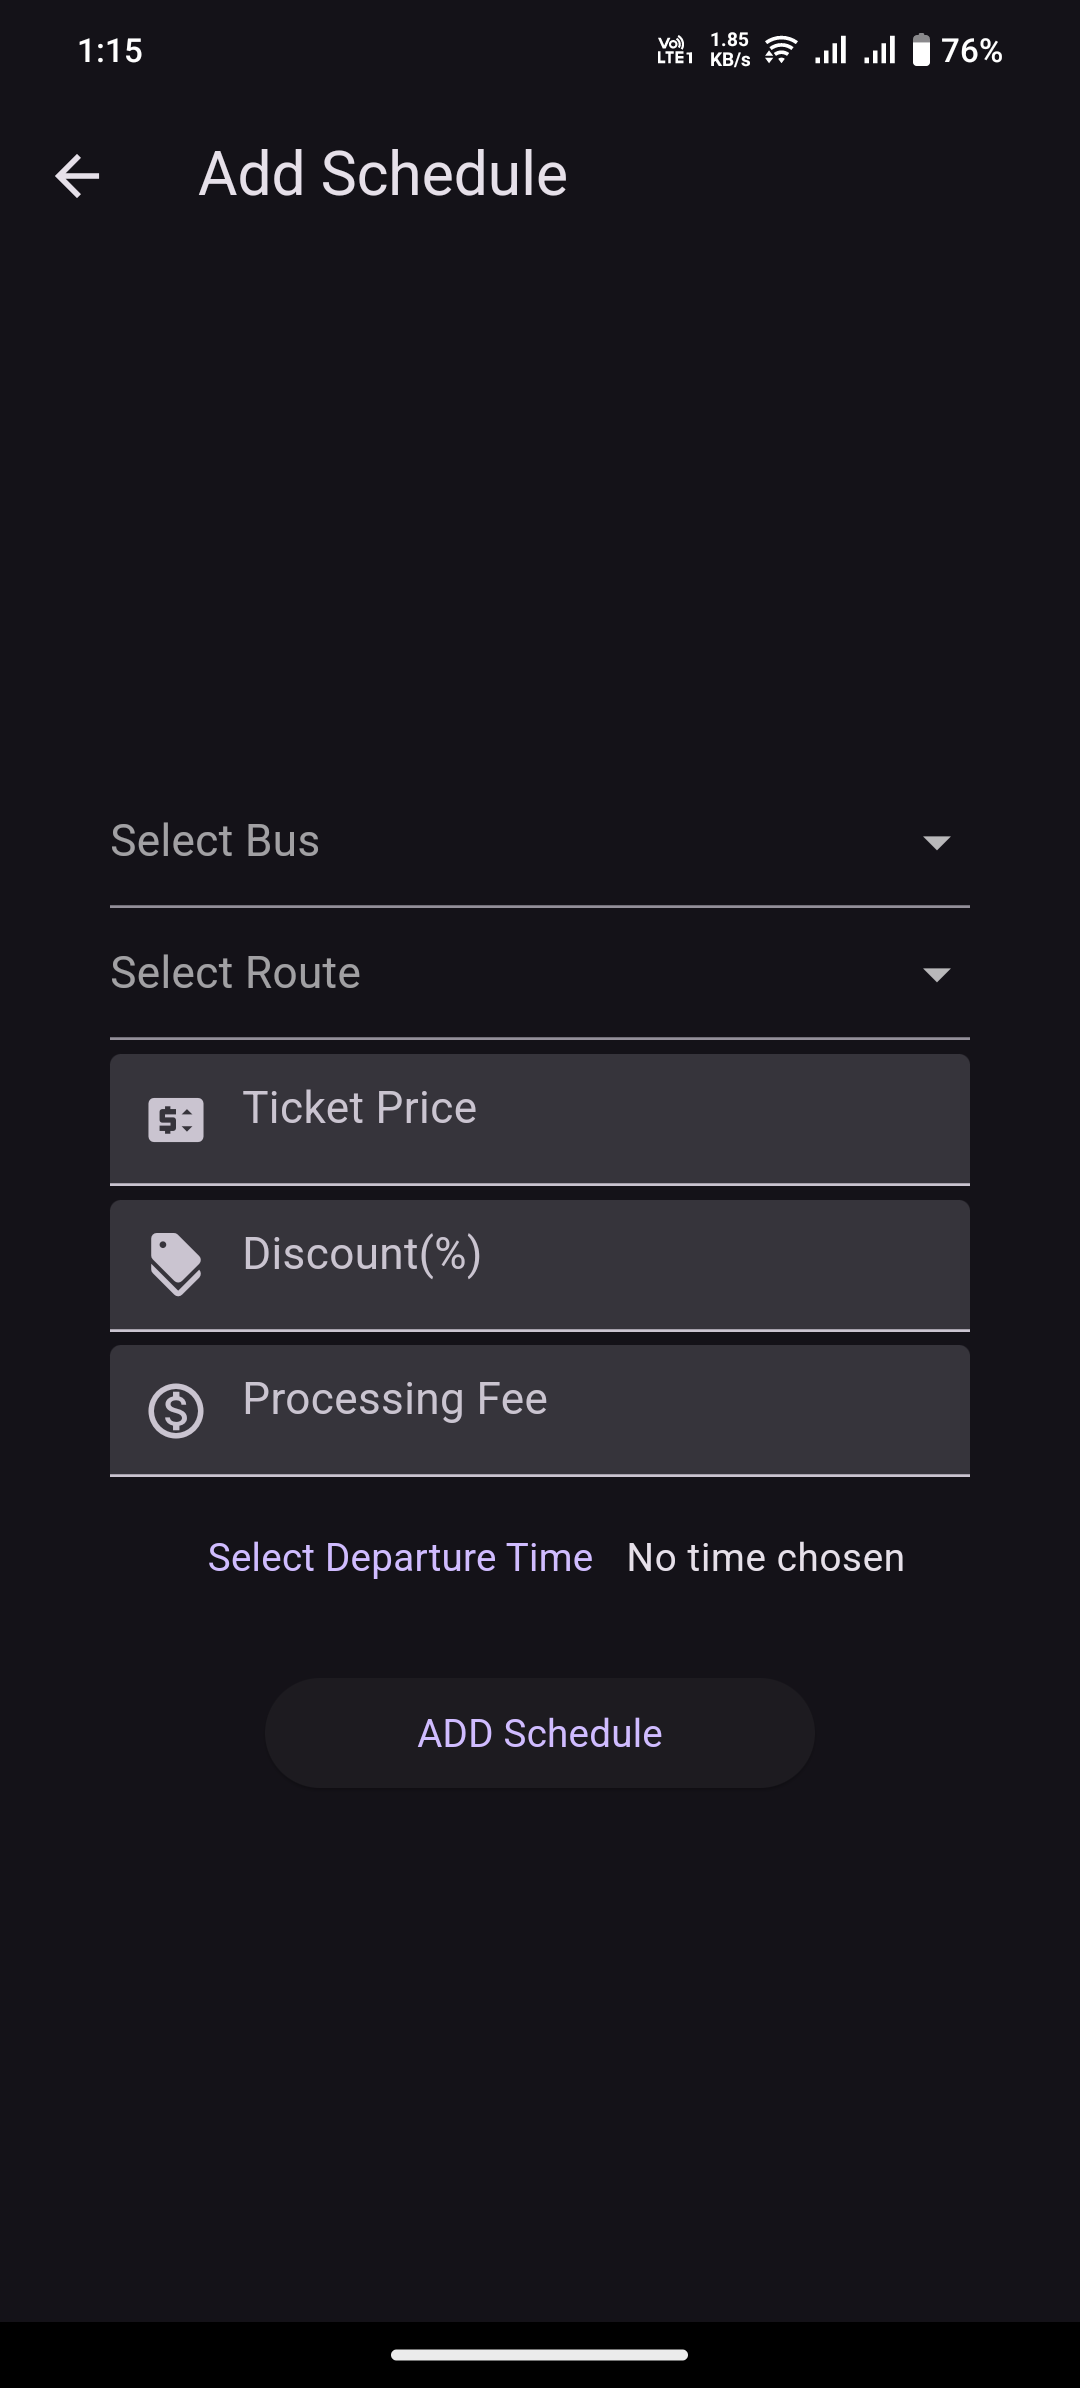 1:15 Vo) LTE1 1.85 KB/s 76%
Add Schedule
Select Bus
Select Route
Ticket Price
Discount(%)
Processing Fee
Select Departure Time No time chosen
ADD Schedule